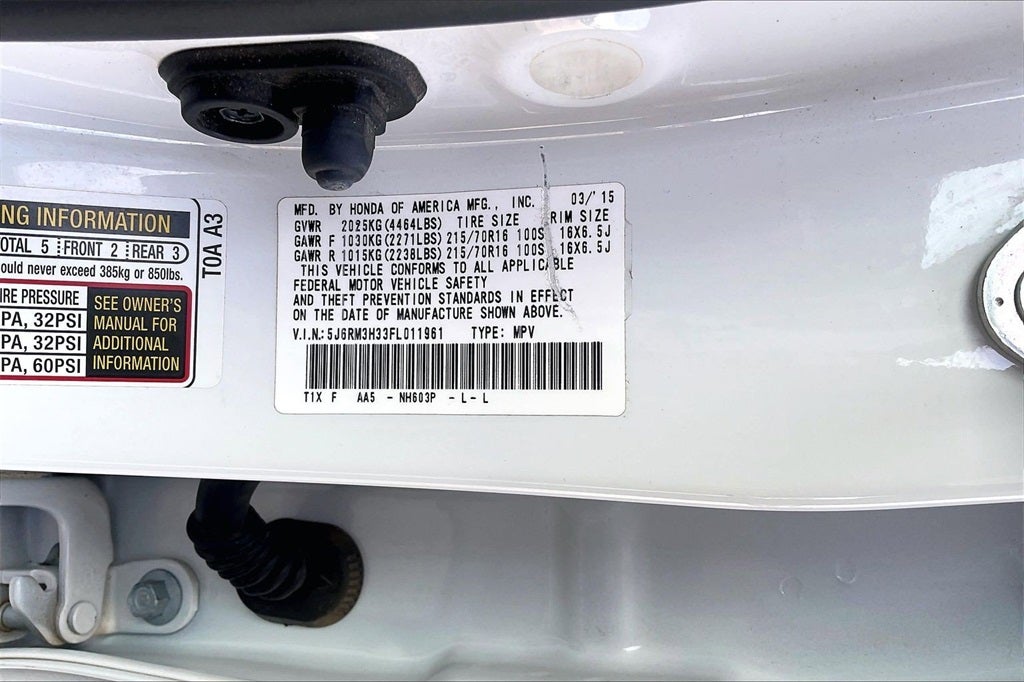 NG INFORMATION
OTAL 5 FRONT 2 REAR 3
ould never exceed 385kg or 850lbs.
IRE PRESSURE
PA, 32PSI
PA, 32PSI
PA, 60PSI
SEE OWNER'S
MANUAL FOR
ADDITIONAL
INFORMATION
T0A A3
MFD. BY HONDA OF AMERICA MFG., INC. 03/'15
GVWR 2025KG(4464LBS) TIRE SIZE RIM SIZE
GAWR F 1030KG(2271LBS) 215/70R16 100S 16X6.5J
GAWR R 1015KG(2238LBS) 215/70R16 100S 16X6.5J
THIS VEHICLE CONFORMS TO ALL APPLICABLE
FEDERAL MOTOR VEHICLE SAFETY
AND THEFT PREVENTION STANDARDS IN EFFECT
ON THE DATE OF MANUFACTURE SHOWN ABOVE.
V.I.N.: 5J6RM3H33FL011961 TYPE: MPV
T1X F AA5 - NH603P - L - L